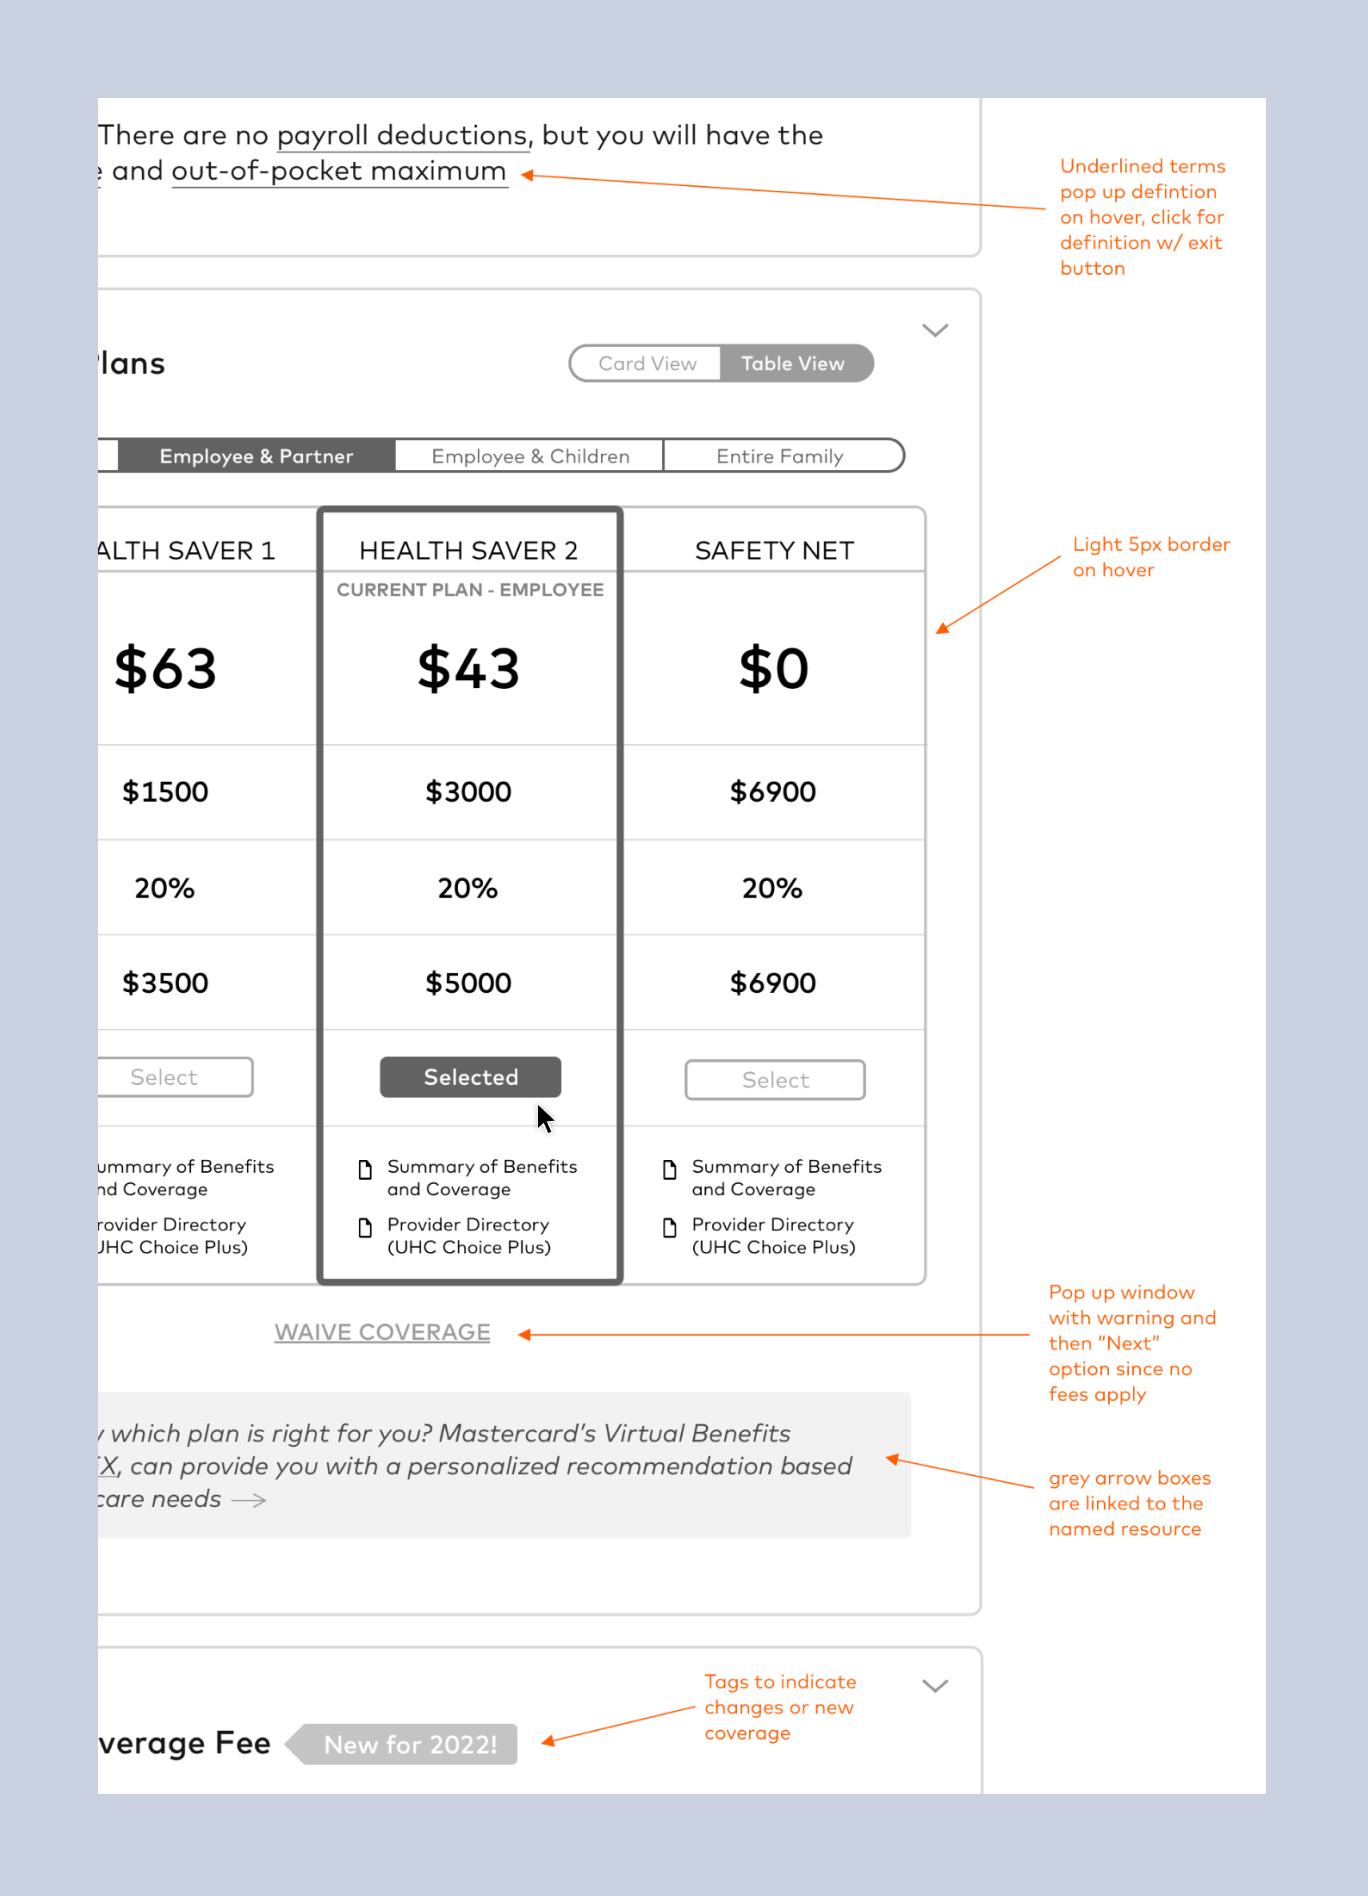 There are no payroll deductions, but you will have the
and out-of-pocket maximum
Underlined terms
pop up defintion
on hover, click for
definition w/ exit
button
lans
Card View
Table View
Employee & Partner
Employee & Children
Entire Family
ALTH SAVER 1
HEALTH SAVER 2
SAFETY NET
CURRENT PLAN - EMPLOYEE
Light 5px border
on hover
$63
$43
$0
$1500
$3000
$6900
20%
20%
20%
$3500
$5000
$6900
Select
Selected
Select
ummary of Benefits
nd Coverage
rovider Directory
UHC Choice Plus)
Summary of Benefits
and Coverage
Provider Directory
(UHC Choice Plus)
Summary of Benefits
and Coverage
Provider Directory
(UHC Choice Plus)
WAIVE COVERAGE
Pop up window
with warning and
then "Next"
option since no
fees apply
which plan is right for you? Mastercard's Virtual Benefits
EX, can provide you with a personalized recommendation based
care needs →
grey arrow boxes
are linked to the
named resource
Tags to indicate
changes or new
coverage
verage Fee
New for 2022!